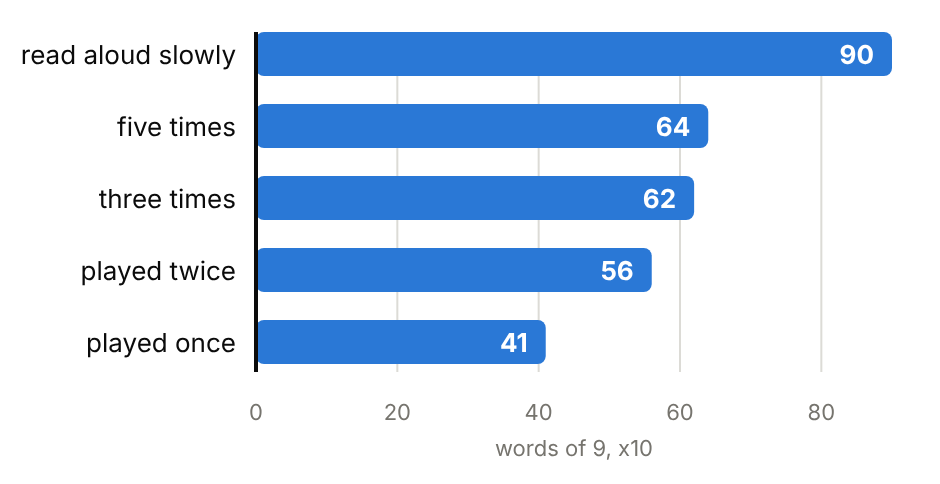 read aloud slowly 90
five times 64
three times 62
played twice 56
played once 41
0 20 40 60 80
words of 9, x10